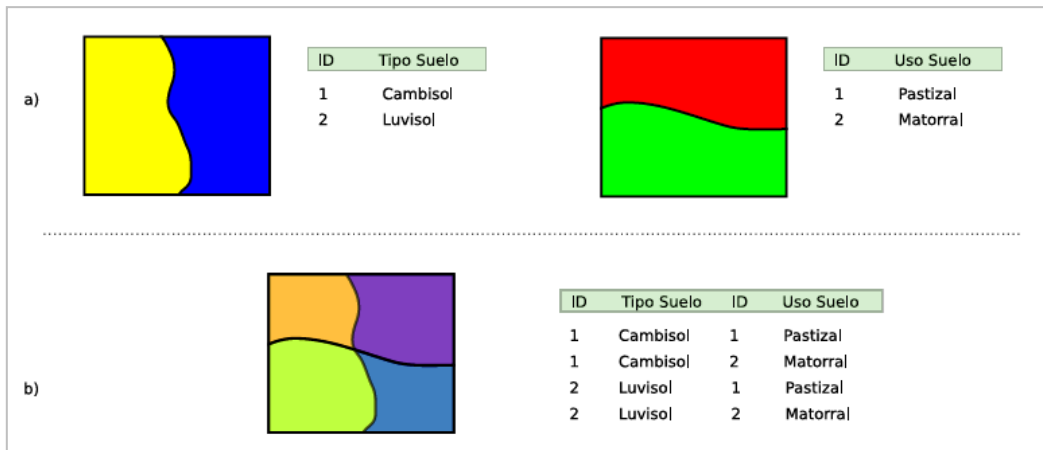 a)
ID Tipo Suelo
1 Cambisol
2 Luvisol
ID Uso Suelo
1 Pastizal
2 Matorral
b)
ID Tipo Suelo ID Uso Suelo
1 Cambisol 1 Pastizal
1 Cambisol 2 Matorral
2 Luvisol 1 Pastizal
2 Luvisol 2 Matorral